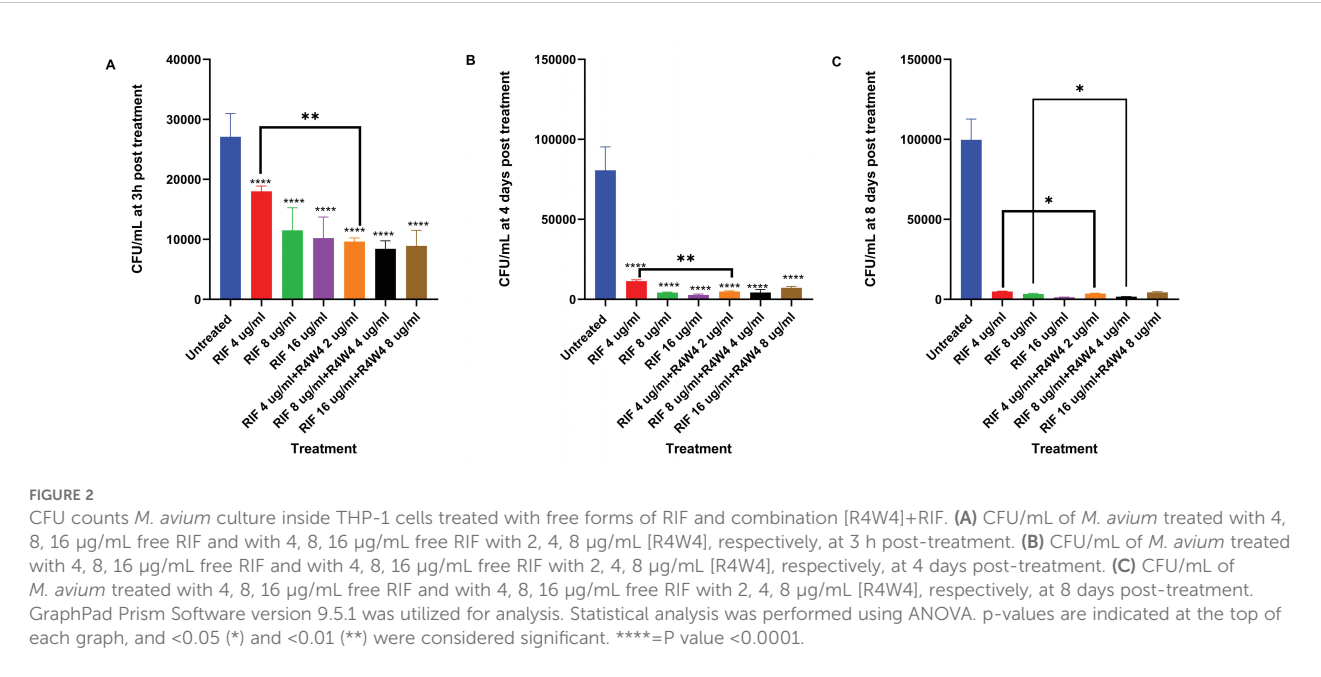 A
CFU/mL at 3h post treatment
40000
30000
20000
10000
0
**
****
****
****
****
****
****
Untreated
RIF 4 ug/ml
RIF 8 ug/ml
RIF 16 ug/ml
RIF 4 ug/ml+R4W4 2 ug/ml
RIF 8 ug/ml+R4W4 4 ug/ml
RIF 16 ug/ml+R4W4 8 ug/ml
Treatment
B
CFU/mL at 4 days post treatment
150000
100000
50000
0
**
****
****
****
****
****
****
Untreated
RIF 4 ug/ml
RIF 8 ug/ml
RIF 16 ug/ml
RIF 4 ug/ml+R4W4 2 ug/ml
RIF 8 ug/ml+R4W4 4 ug/ml
RIF 16 ug/ml+R4W4 8 ug/ml
Treatment
C
CFU/mL at 8 days post treatment
150000
100000
50000
0
*
*
Untreated
RIF 4 ug/ml
RIF 8 ug/ml
RIF 16 ug/ml
RIF 4 ug/ml+R4W4 2 ug/ml
RIF 8 ug/ml+R4W4 4 ug/ml
RIF 16 ug/ml+R4W4 8 ug/ml
Treatment
FIGURE 2
CFU counts M. avium culture inside THP-1 cells treated with free forms of RIF and combination [R4W4]+RIF. (A) CFU/mL of M. avium treated with 4,
8, 16 µg/mL free RIF and with 4, 8, 16 µg/mL free RIF with 2, 4, 8 µg/mL [R4W4], respectively, at 3 h post-treatment. (B) CFU/mL of M. avium treated
with 4, 8, 16 µg/mL free RIF and with 4, 8, 16 µg/mL free RIF with 2, 4, 8 µg/mL [R4W4], respectively, at 4 days post-treatment. (C) CFU/mL of
M. avium treated with 4, 8, 16 µg/mL free RIF and with 4, 8, 16 µg/mL free RIF with 2, 4, 8 µg/mL [R4W4], respectively, at 8 days post-treatment.
GraphPad Prism Software version 9.5.1 was utilized for analysis. Statistical analysis was performed using ANOVA. p-values are indicated at the top of
each graph, and <0.05 (*) and <0.01 (**) were considered significant. ****=P value <0.0001.